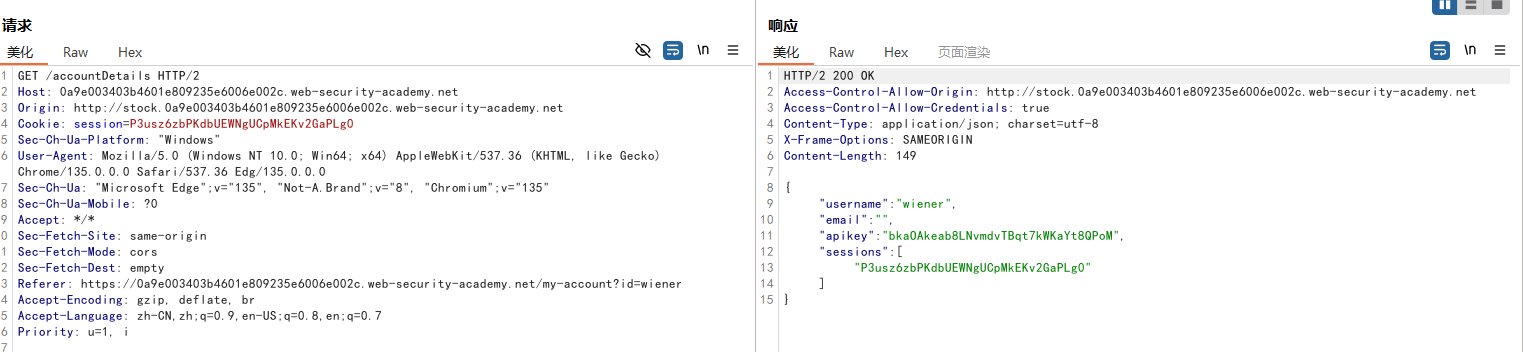 请求
美化 Raw Hex
\n
1 GET /accountDetails HTTP/2
2 Host: 0a9e003403b4601e809235e6006e002c.web-security-academy.net
3 Origin: http://stock.0a9e003403b4601e809235e6006e002c.web-security-academy.net
4 Cookie: session=P3usz6zbPKdbUEWNgUCpMkEKv2GaPLg0
5 Sec-Ch-Ua-Platform: "Windows"
6 User-Agent: Mozilla/5.0 (Windows NT 10.0; Win64; x64) AppleWebKit/537.36 (KHTML, like Gecko)
Chrome/135.0.0.0 Safari/537.36 Edg/135.0.0.0
7 Sec-Ch-Ua: "Microsoft Edge";v="135", "Not-A.Brand";v="8", "Chromium";v="135"
8 Sec-Ch-Ua-Mobile: ?0
9 Accept: */*
0 Sec-Fetch-Site: same-origin
1 Sec-Fetch-Mode: cors
2 Sec-Fetch-Dest: empty
3 Referer: https://0a9e003403b4601e809235e6006e002c.web-security-academy.net/my-account?id=wiener
4 Accept-Encoding: gzip, deflate, br
5 Accept-Language: zh-CN,zh;q=0.9,en-US;q=0.8,en;q=0.7
6 Priority: u=1, i
7
响应
美化 Raw Hex 页面渲染
\n
1 HTTP/2 200 OK
2 Access-Control-Allow-Origin: http://stock.0a9e003403b4601e809235e6006e002c.web-security-academy.net
3 Access-Control-Allow-Credentials: true
4 Content-Type: application/json; charset=utf-8
5 X-Frame-Options: SAMEORIGIN
6 Content-Length: 149
7
8 {
9 "username":"wiener",
10 "email":"",
11 "apikey":"bkaOAkeab8LNvmdvTBqt7kWKaYt8QPoM",
12 "sessions":[
13 "P3usz6zbPKdbUEWNgUCpMkEKv2GaPLg0"
14 ]
15 }